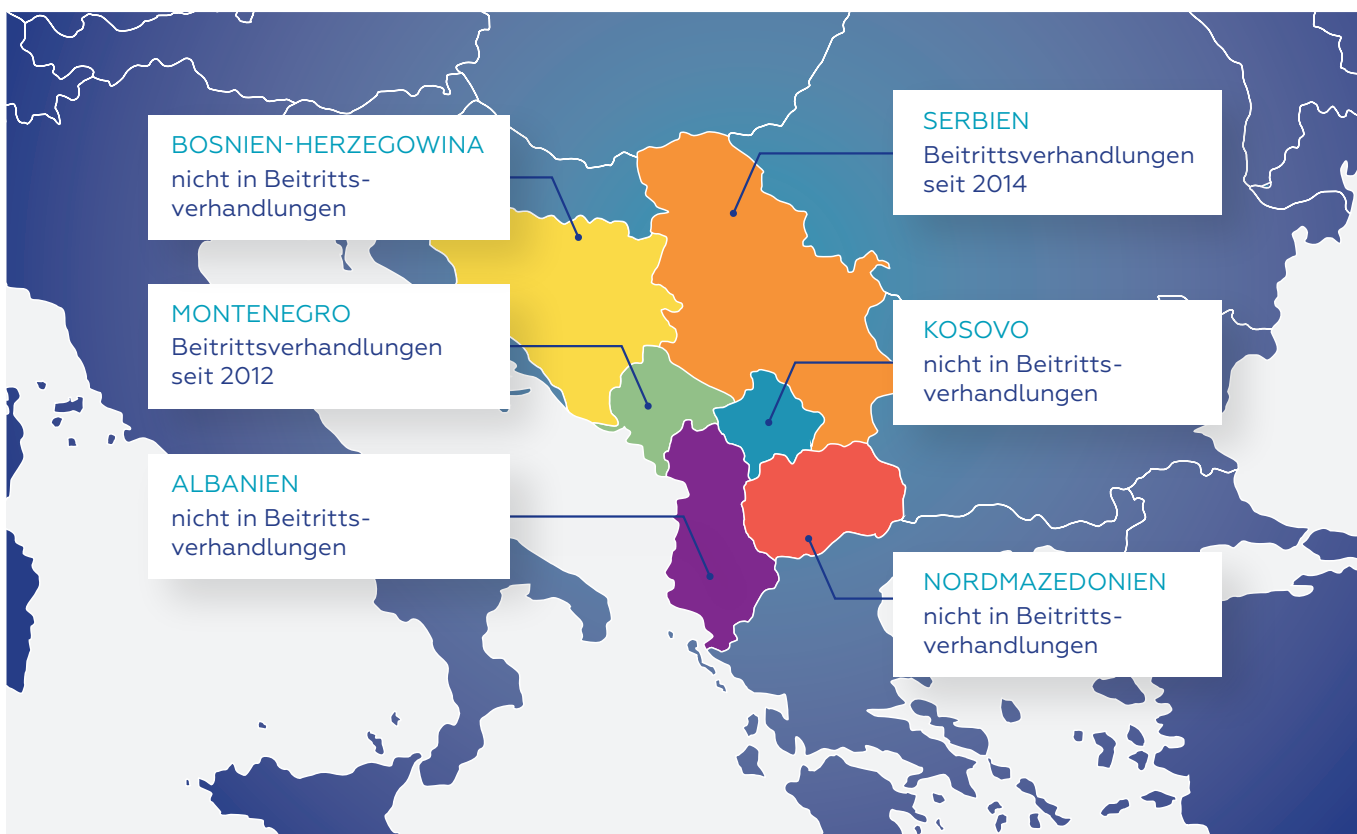 BOSNIEN-HERZEGOWINA
nicht in Beitritts-
verhandlungen
MONTENEGRO
Beitrittsverhandlungen
seit 2012
ALBANIEN
nicht in Beitritts-
verhandlungen
SERBIEN
Beitrittsverhandlungen
seit 2014
KOSOVO
nicht in Beitritts-
verhandlungen
NORDMAZEDONIEN
nicht in Beitritts-
verhandlungen